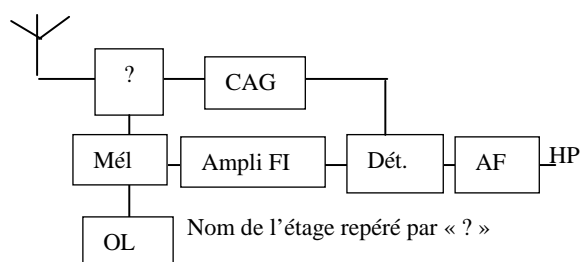 ?
CAG
Mél
Ampli FI
Dét.
AF
HP
OL
Nom de l'étage repéré par « ? »